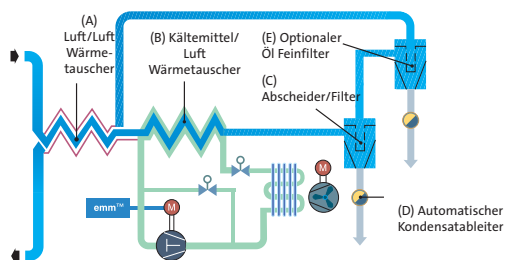 (A)
Luft/Luft
Wärme-
tauscher
(B) Kältemittel/
Luft
Wärmetauscher
(E) Optionaler
Öl Feinfilter
(C)
Abscheider/Filter
M
emm™
M
(D) Automatischer
Kondensatableiter